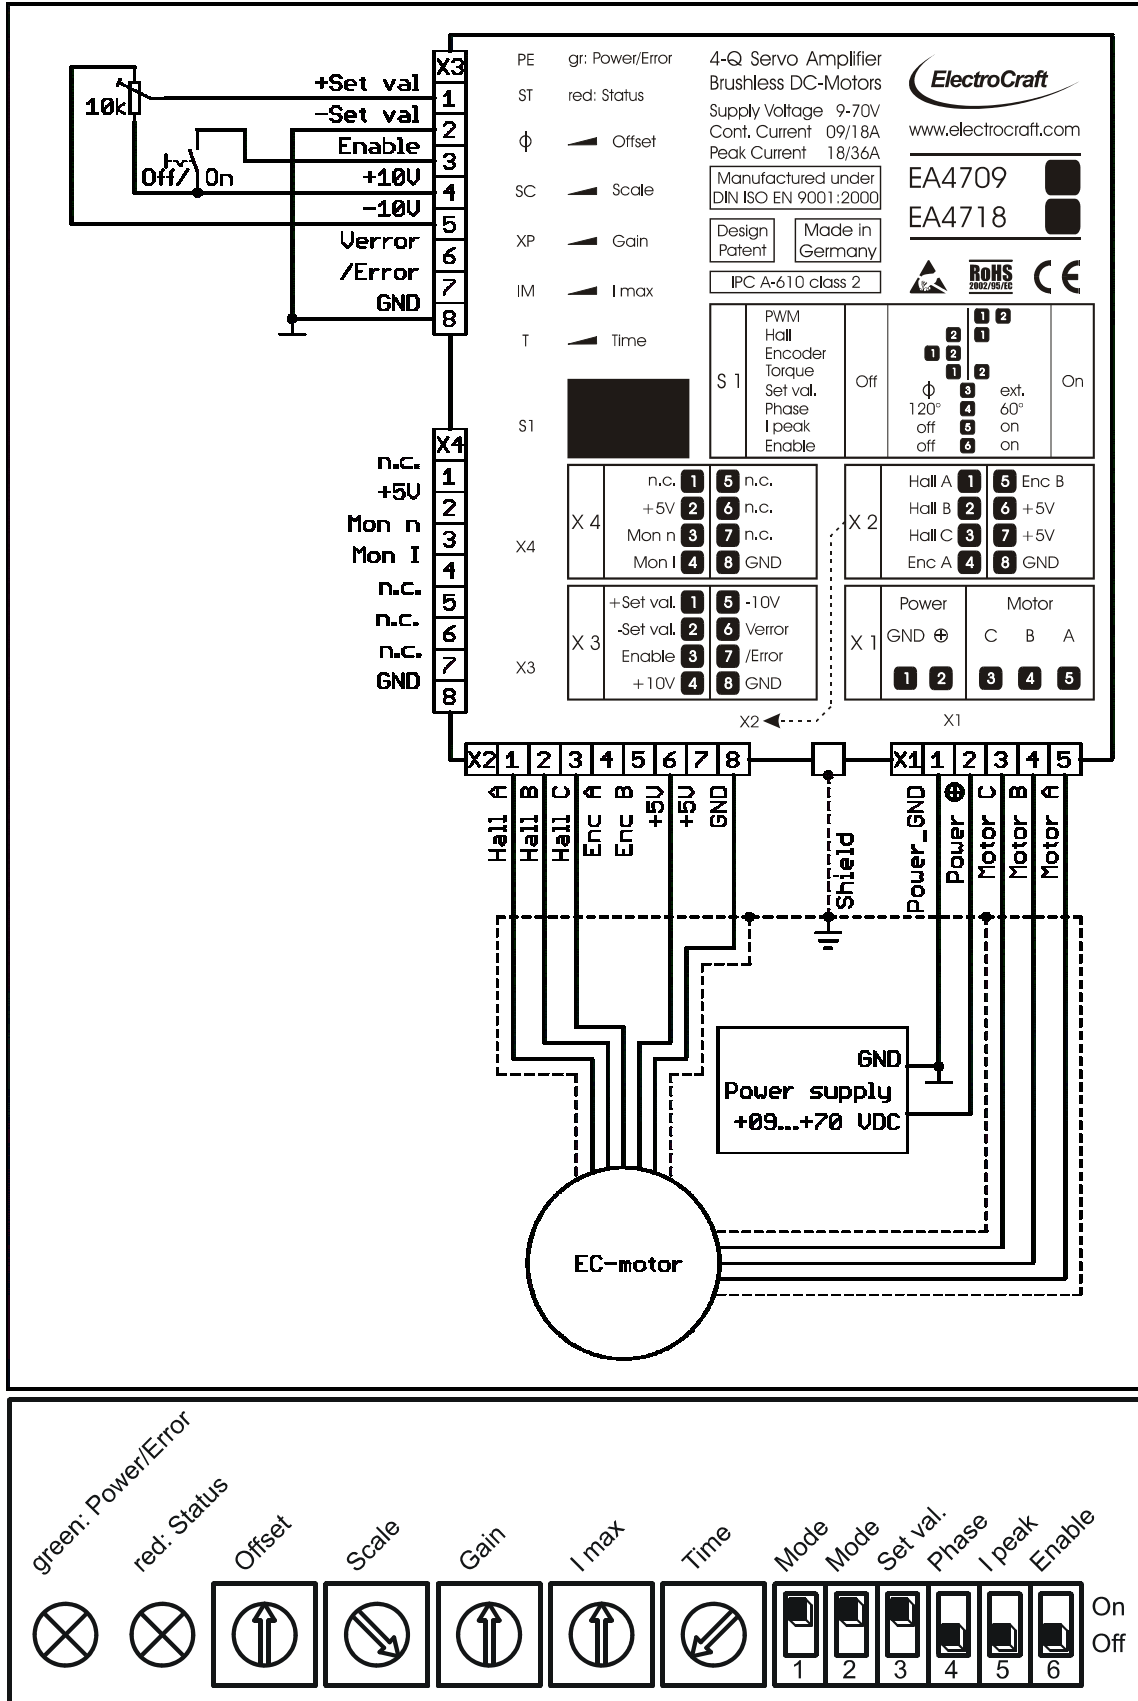 X3
+Set val 1
-Set val 2
Enable 3
+10V 4
-10V 5
Verror 6
/Error 7
GND 8
10k
Off/ On
X4
n.c. 1
+5V 2
Mon n 3
Mon I 4
n.c. 5
n.c. 6
n.c. 7
GND 8
PE gr: Power/Error
ST red: Status
ϕ Offset
SC Scale
XP Gain
IM I max
T Time
S1
X4
X3
4-Q Servo Amplifier
Brushless DC-Motors
Supply Voltage 9-70V
Cont. Current 09/18A
Peak Current 18/36A
Manufactured under
DIN ISO EN 9001:2000
Design
Patent
Made in
Germany
IPC A-610 class 2
ElectroCraft
www.electrocraft.com
EA4709
EA4718
RoHS
2002/95/EC
CE
S 1
Off
On
PWM 1 2
Hall 2 1
Encoder 1 2
Torque 1 2
Set val. ϕ 3 ext.
Phase 120° 4 60°
I peak off 5 on
Enable off 6 on
X 4
n.c. 1 5 n.c.
+5V 2 6 n.c.
Mon n 3 7 n.c.
Mon I 4 8 GND
X 2
Hall A 1 5 Enc B
Hall B 2 6 +5V
Hall C 3 7 +5V
Enc A 4 8 GND
X 3
+Set val. 1 5 -10V
-Set val. 2 6 Verror
Enable 3 7 /Error
+10V 4 8 GND
X 1
Power Motor
GND ⊕ C B A
1 2 3 4 5
X2
X1
X2 1 2 3 4 5 6 7 8
X1 1 2 3 4 5
Hall A
Hall B
Hall C
Enc A
Enc B
+5V
+5V
GND
Shield
Power_GND
Power ⊕
Motor C
Motor B
Motor A
GND
Power supply
+09...+70 VDC
EC-motor
green: Power/Error
red: Status
Offset
Scale
Gain
I max
Time
Mode
Mode
Set val.
Phase
I peak
Enable
On
Off
1 2 3 4 5 6